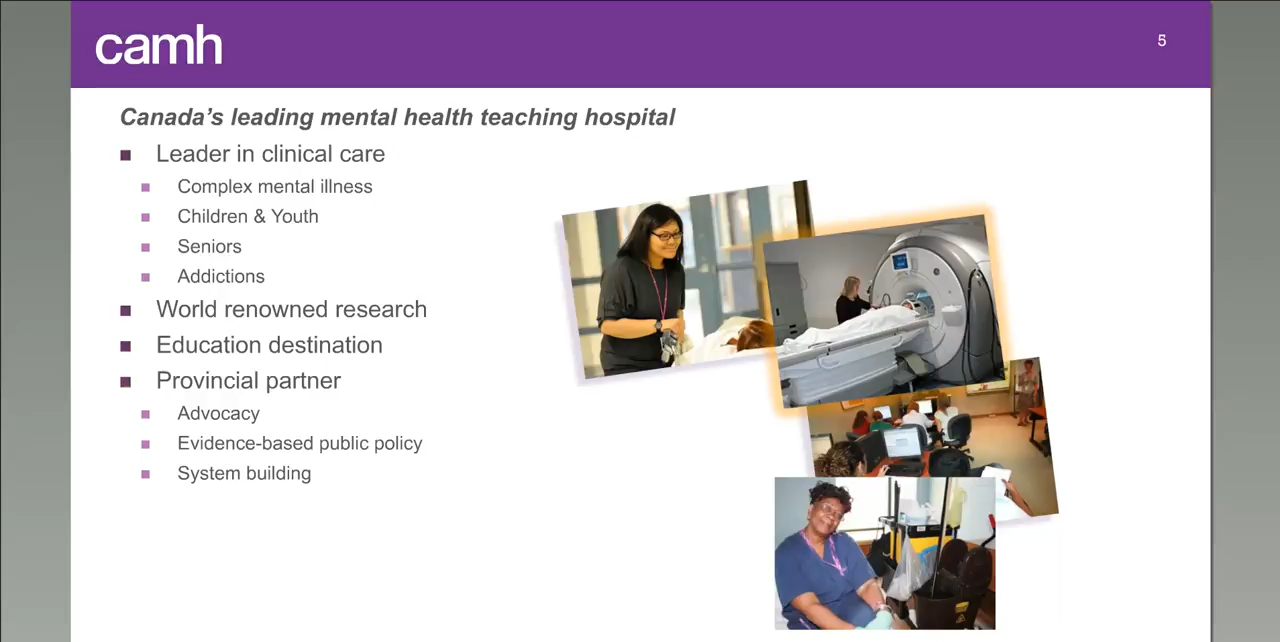 camh
5
Canada's leading mental health teaching hospital
Leader in clinical care
Complex mental illness
Children & Youth
Seniors
Addictions
World renowned research
Education destination
Provincial partner
Advocacy
Evidence-based public policy
System building